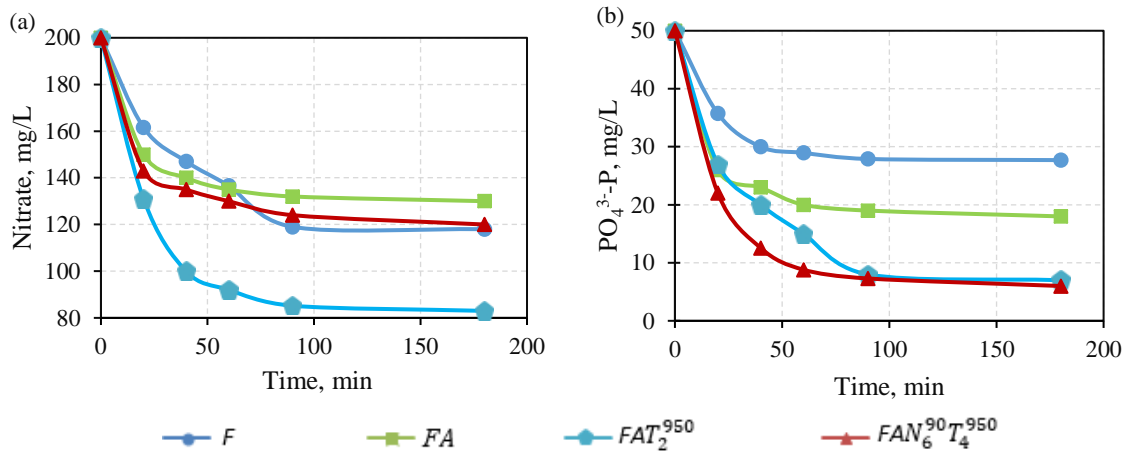 (a)
200
180
160
140
120
100
80
Nitrate, mg/L
0 50 100 150 200
Time, min
(b)
50
40
30
20
10
0
PO₄³⁻-P, mg/L
0 50 100 150 200
Time, min
F FA FAT₂⁹⁵⁰ FAN₆⁹⁰T₄⁹⁵⁰